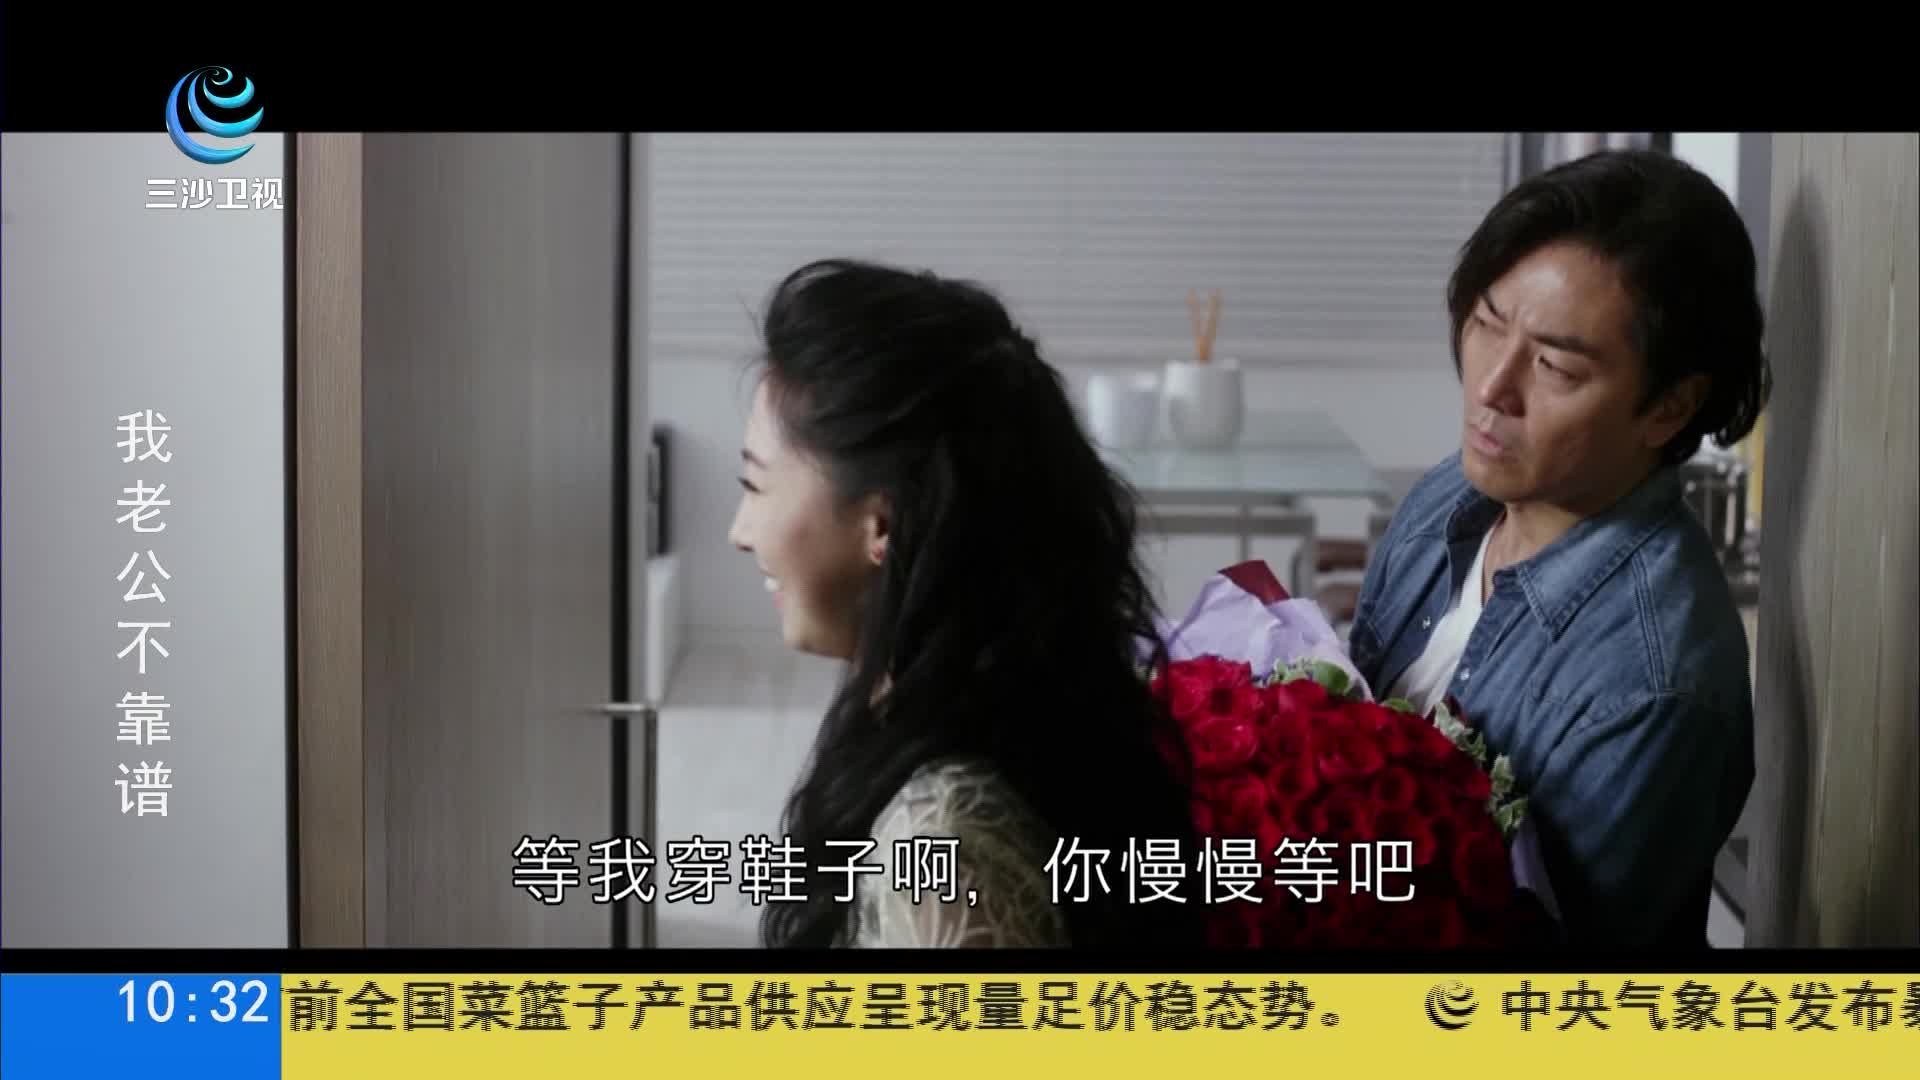 三沙卫视
我老公不靠谱
等我穿鞋子啊, 你慢慢等吧
10:32
前全国菜篮子产品供应呈现量足价稳态势。 中央气象台发布暴